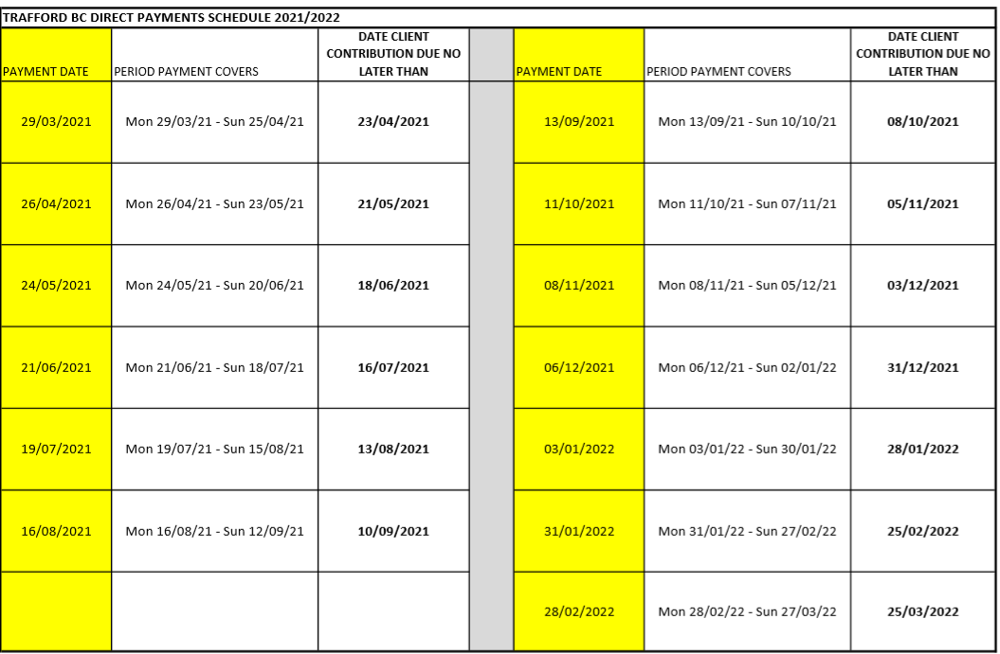 TRAFFORD BC DIRECT PAYMENTS SCHEDULE 2021/2022
PAYMENT DATE PERIOD PAYMENT COVERS DATE CLIENT CONTRIBUTION DUE NO LATER THAN PAYMENT DATE PERIOD PAYMENT COVERS DATE CLIENT CONTRIBUTION DUE NO LATER THAN
29/03/2021 Mon 29/03/21 - Sun 25/04/21 23/04/2021 13/09/2021 Mon 13/09/21 - Sun 10/10/21 08/10/2021
26/04/2021 Mon 26/04/21 - Sun 23/05/21 21/05/2021 11/10/2021 Mon 11/10/21 - Sun 07/11/21 05/11/2021
24/05/2021 Mon 24/05/21 - Sun 20/06/21 18/06/2021 08/11/2021 Mon 08/11/21 - Sun 05/12/21 03/12/2021
21/06/2021 Mon 21/06/21 - Sun 18/07/21 16/07/2021 06/12/2021 Mon 06/12/21 - Sun 02/01/22 31/12/2021
19/07/2021 Mon 19/07/21 - Sun 15/08/21 13/08/2021 03/01/2022 Mon 03/01/22 - Sun 30/01/22 28/01/2022
16/08/2021 Mon 16/08/21 - Sun 12/09/21 10/09/2021 31/01/2022 Mon 31/01/22 - Sun 27/02/22 25/02/2022
28/02/2022 Mon 28/02/22 - Sun 27/03/22 25/03/2022